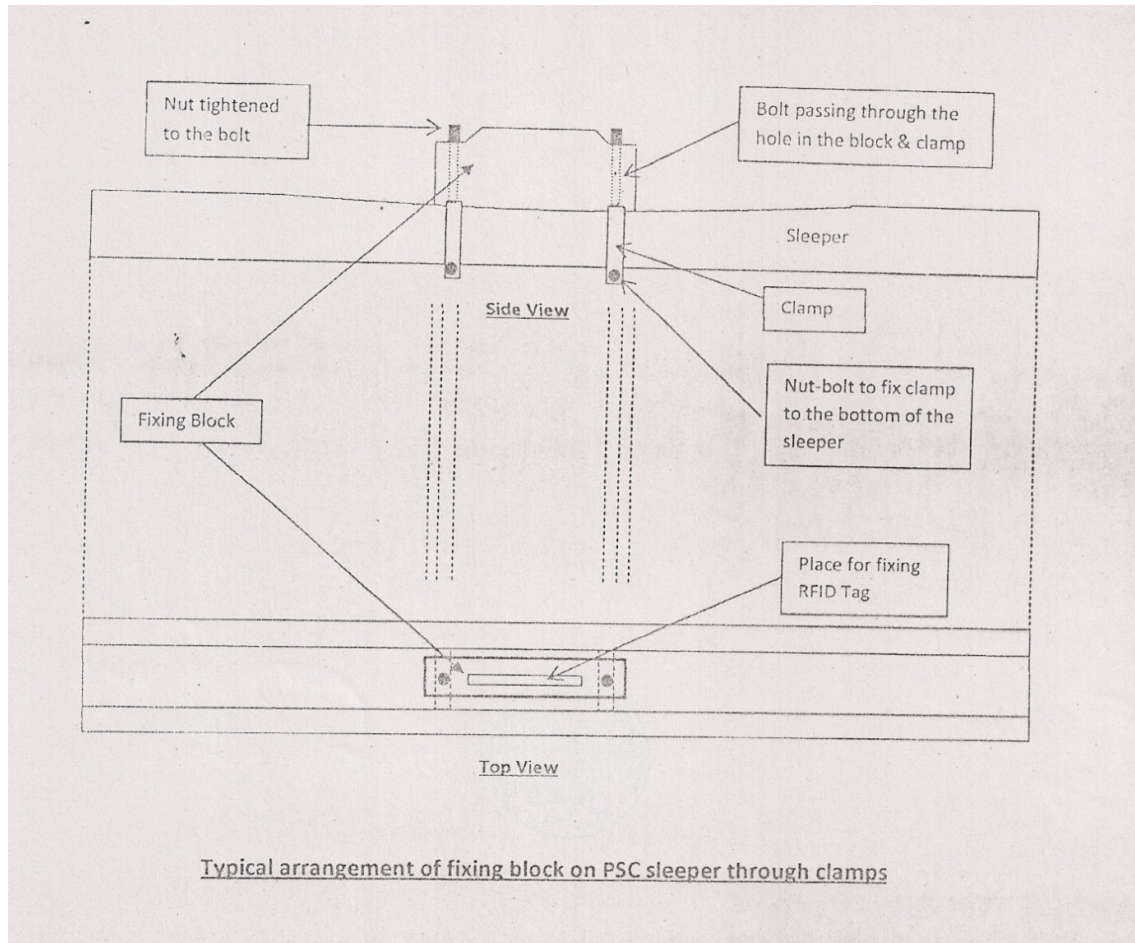 Nut tightened
to the bolt
Bolt passing through the
hole in the block & clamp
Sleeper
Side View
Clamp
Nut-bolt to fix clamp
to the bottom of the
sleeper
Fixing Block
Place for fixing
RFID Tag
Top View
Typical arrangement of fixing block on PSC sleeper through clamps